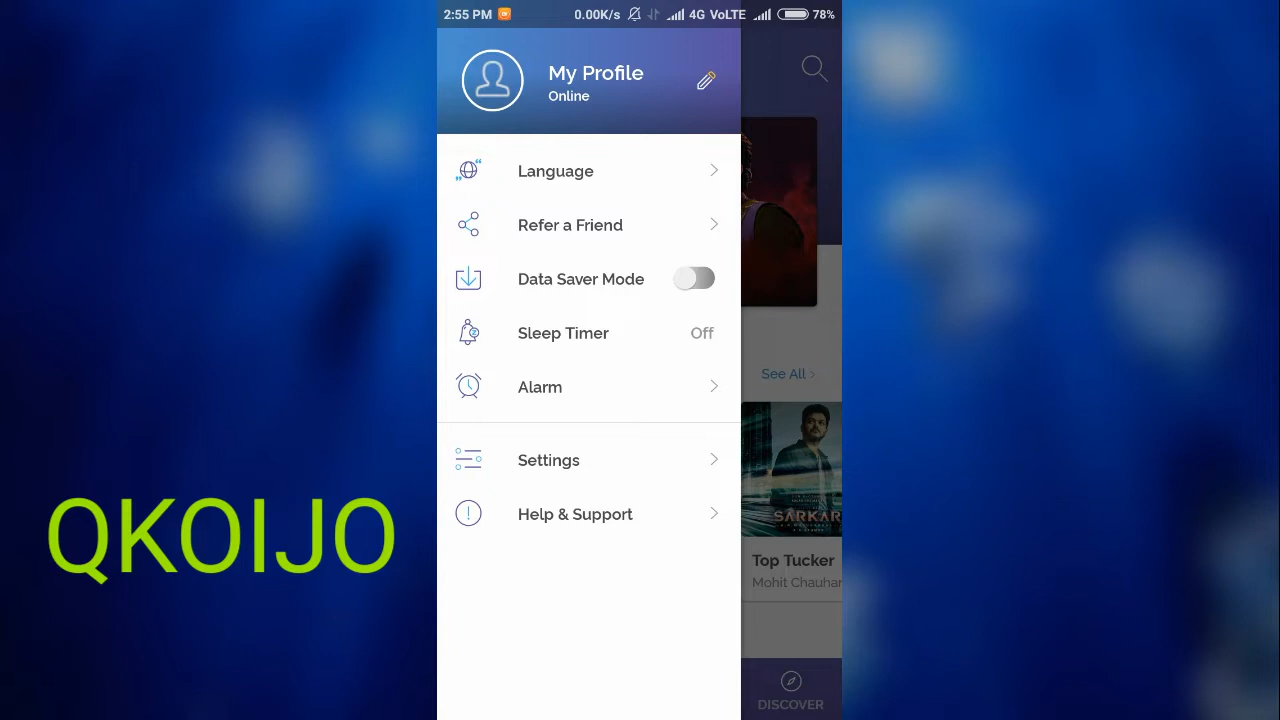 2:55 PM 0.00K/s 4G VoLTE 78%
My Profile
Online
Language
Refer a Friend
Data Saver Mode
Sleep Timer Off
Alarm
Settings
Help & Support
See All
SARKAR
Top Tucker
Mohit Chauhan
DISCOVER
QKOIJO